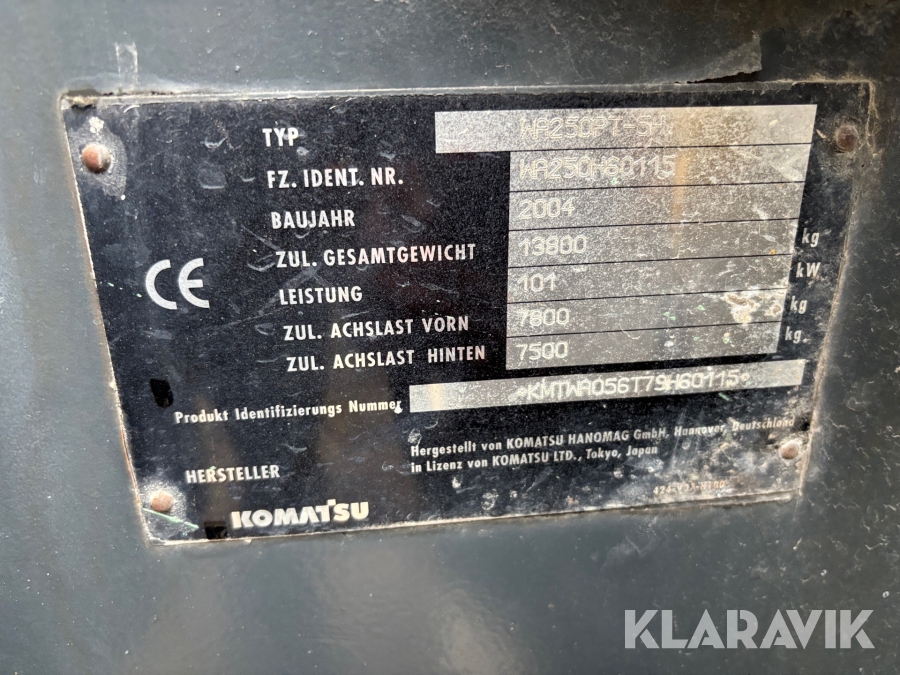 TYP WA250PT-5H
FZ. IDENT. NR. WA250H60115
BAUJAHR 2004
ZUL. GESAMTGEWICHT 13800 kg
LEISTUNG 101 kW
ZUL. ACHSLAST VORN 7800 kg
ZUL. ACHSLAST HINTEN 7500 kg.
CE
Produkt Identifizierungs Nummer *KMTWA056T79H60115*
Hergestellt von KOMATSU HANOMAG GmbH, Hannover, Deutschland
in Lizenz von KOMATSU LTD., Tokyo, Japan
HERSTELLER
KOMATSU
KLARAVIK